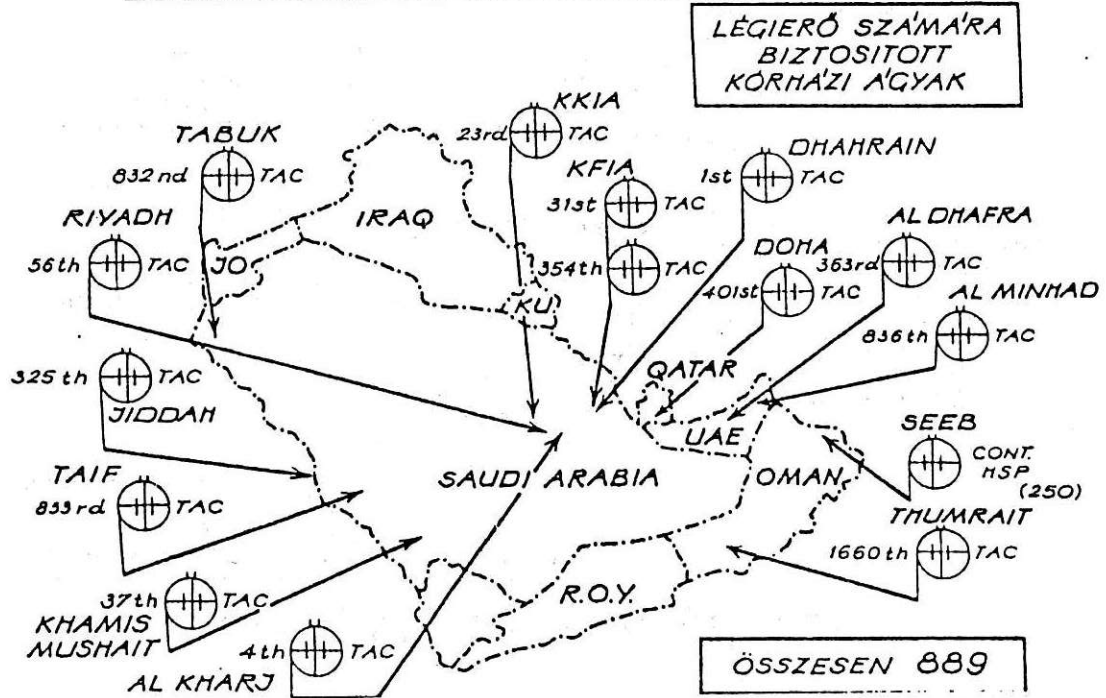 LÉGIERŐ SZÁMÁRA
BIZTOSITOTT
KÓRHÁZI ÁGYAK
KKIA
23rd TAC
TABUK
832nd TAC
DHAHRAIN
1st TAC
KFIA
31st TAC
354th TAC
RIYADH
56th TAC
IRAQ
JO
KU
DOHA
401st TAC
AL DHAFRA
363rd TAC
AL MINHAD
836th TAC
325th TAC
JIDDAH
QATAR
UAE
SEEB
CONT.
HSP
(250)
TAIF
833rd TAC
SAUDI ARABIA
OMAN
THUMRAIT
1660th TAC
37th TAC
KHAMIS
MUSHAIT
R.O.Y.
4th TAC
AL KHARJ
ÖSSZESEN 889